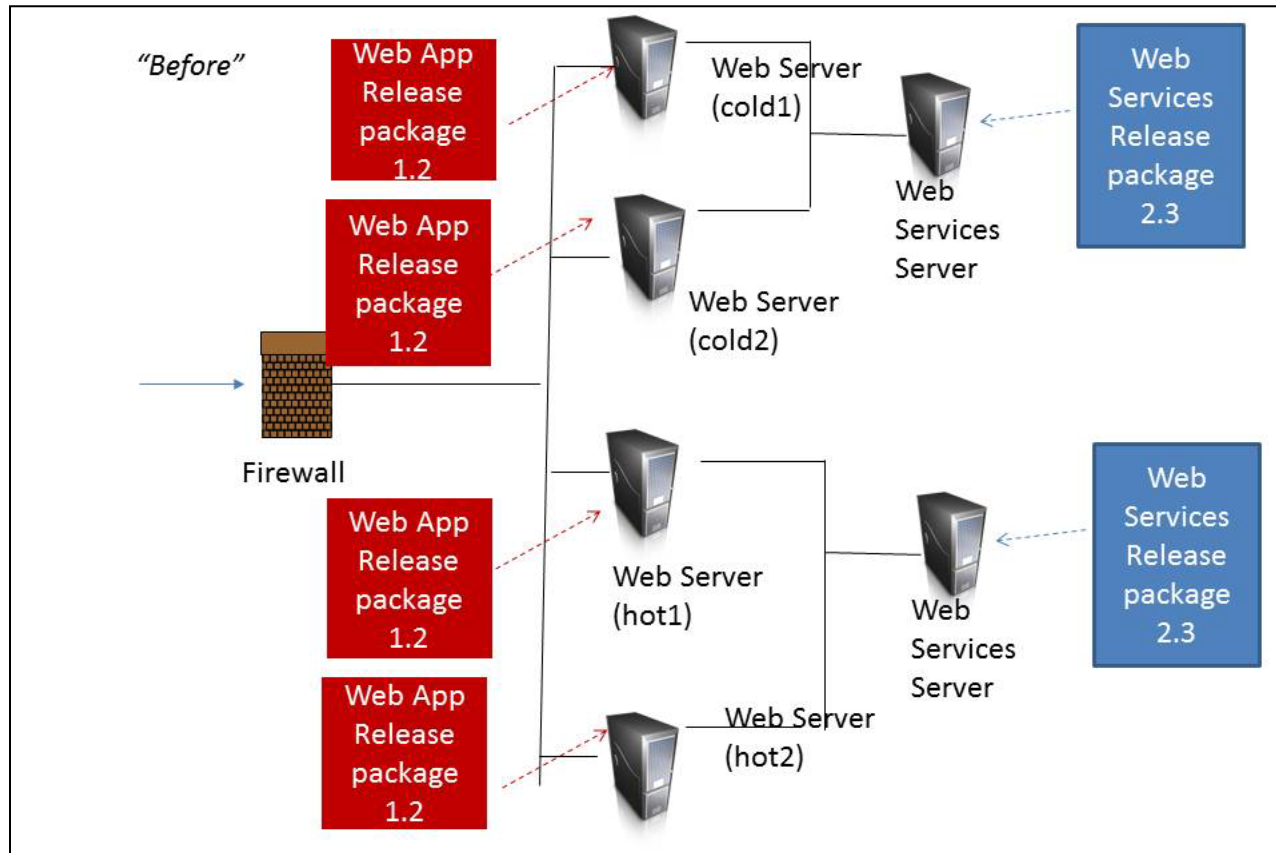 “Before”
Web App
Release
package
1.2
Web Server
(cold1)
Web
Services
Release
package
2.3
Web
Services
Server
Web App
Release
package
1.2
Web Server
(cold2)
Firewall
Web App
Release
package
1.2
Web Server
(hot1)
Web
Services
Server
Web
Services
Release
package
2.3
Web App
Release
package
1.2
Web Server
(hot2)